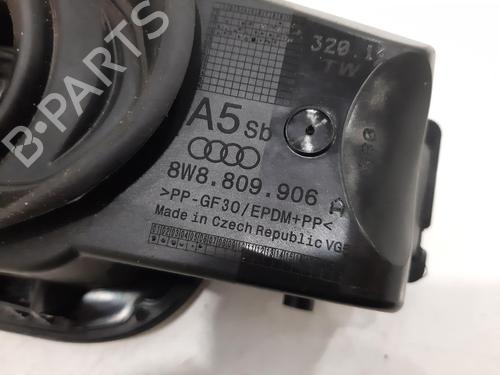 320.1
TW
A5 Sb
8W8.809.906 A
>PP-GF30/EPDM+PP<
Made in Czech Republic VG
B-PARTS